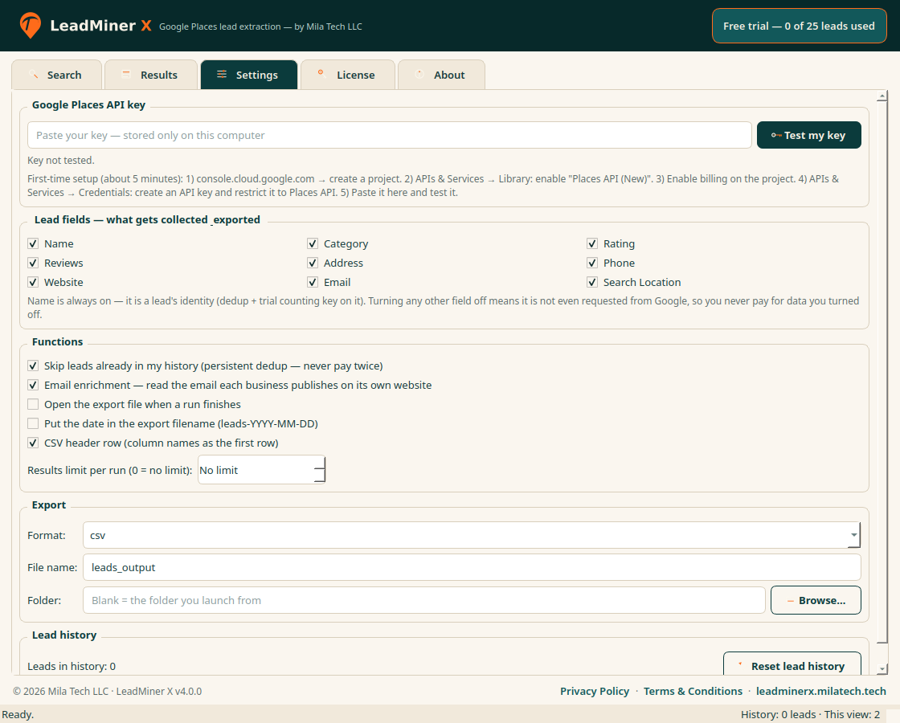 LeadMiner X Google Places lead extraction — by Mila Tech LLC
Free trial — 0 of 25 leads used
Search Results Settings License About
Google Places API key
Paste your key — stored only on this computer Test my key
Key not tested.
First-time setup (about 5 minutes): 1) console.cloud.google.com → create a project. 2) APIs & Services → Library: enable "Places API (New)". 3) Enable billing on the project. 4) APIs &
Services → Credentials: create an API key and restrict it to Places API. 5) Paste it here and test it.
Lead fields — what gets collected _exported
Name Category Rating
Reviews Address Phone
Website Email Search Location
Name is always on — it is a lead's identity (dedup + trial counting key on it). Turning any other field off means it is not even requested from Google, so you never pay for data you turned
off.
Functions
Skip leads already in my history (persistent dedup — never pay twice)
Email enrichment — read the email each business publishes on its own website
Open the export file when a run finishes
Put the date in the export filename (leads-YYYY-MM-DD)
CSV header row (column names as the first row)
Results limit per run (0 = no limit): No limit
Export
Format: csv
File name: leads_output
Folder: Blank = the folder you launch from Browse...
Lead history
Leads in history: 0 Reset lead history
© 2026 Mila Tech LLC · LeadMiner X v4.0.0 Privacy Policy · Terms & Conditions · leadminerx.milatech.tech
Ready. History: 0 leads · This view: 2